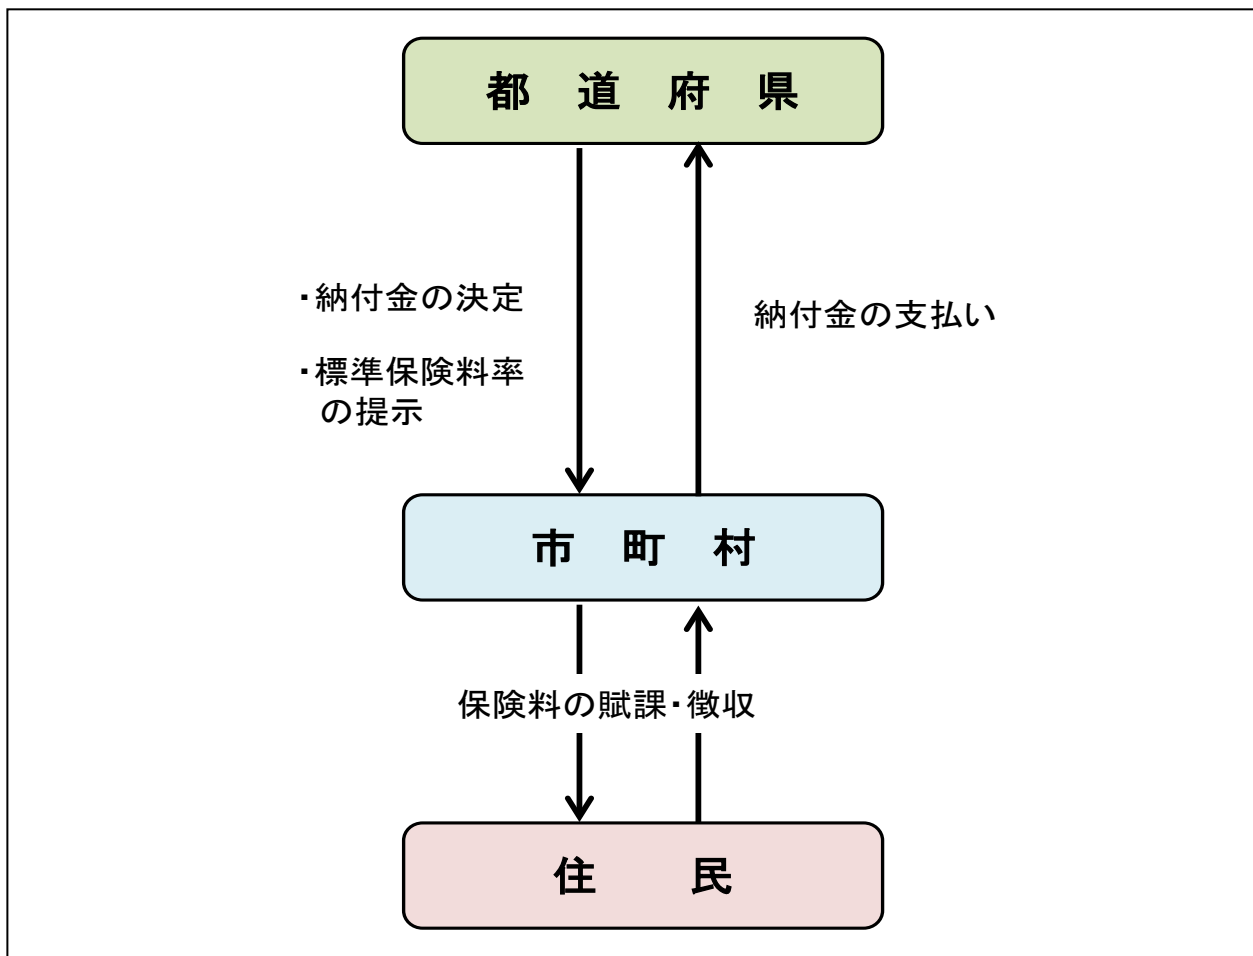 都　道　府　県
・納付金の決定
納付金の支払い
・標準保険料率
の提示
市　町　村
保険料の賦課・徴収
住　　民